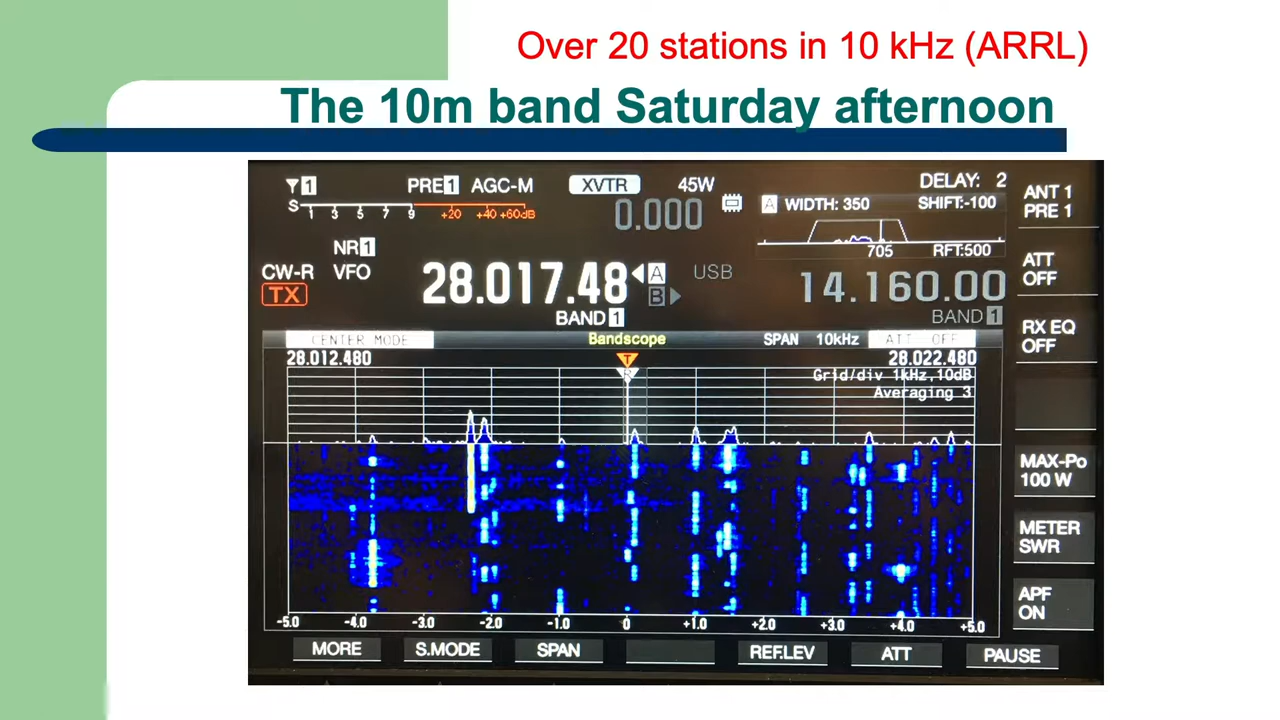 Over 20 stations in 10 kHz (ARRL)
The 10m band Saturday afternoon
1 PRE1 AGC-M XVTR 45W DELAY: 2
S 1 3 5 7 9 +20 +40 +60dB 0.000 A WIDTH: 350 SHIFT:-100
ANT 1
PRE 1
NR1 705 RFT:500
CW-R VFO
TX 28.017.48 A B USB 14.160.00
BAND 1 BAND 1
ATT
OFF
CENTER MODE Bandscope SPAN 10kHz ATT OFF
28.012.480 T 28.022.480
R Grid/div 1kHz,10dB
Averaging 3
RX EQ
OFF
MAX-Po
100 W
METER
SWR
APF
ON
-5.0 -4.0 -3.0 -2.0 -1.0 0 +1.0 +2.0 +3.0 +4.0 +5.0
MORE S.MODE SPAN REF.LEV ATT PAUSE